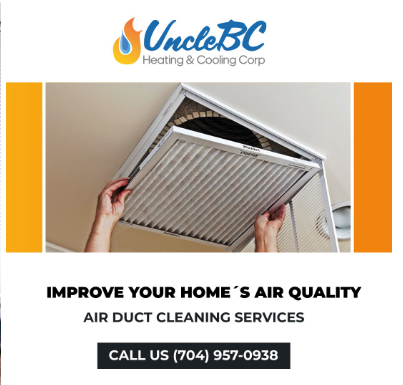 UncleBC
Heating & Cooling Corp
IMPROVE YOUR HOME´S AIR QUALITY
AIR DUCT CLEANING SERVICES
CALL US (704) 957-0938